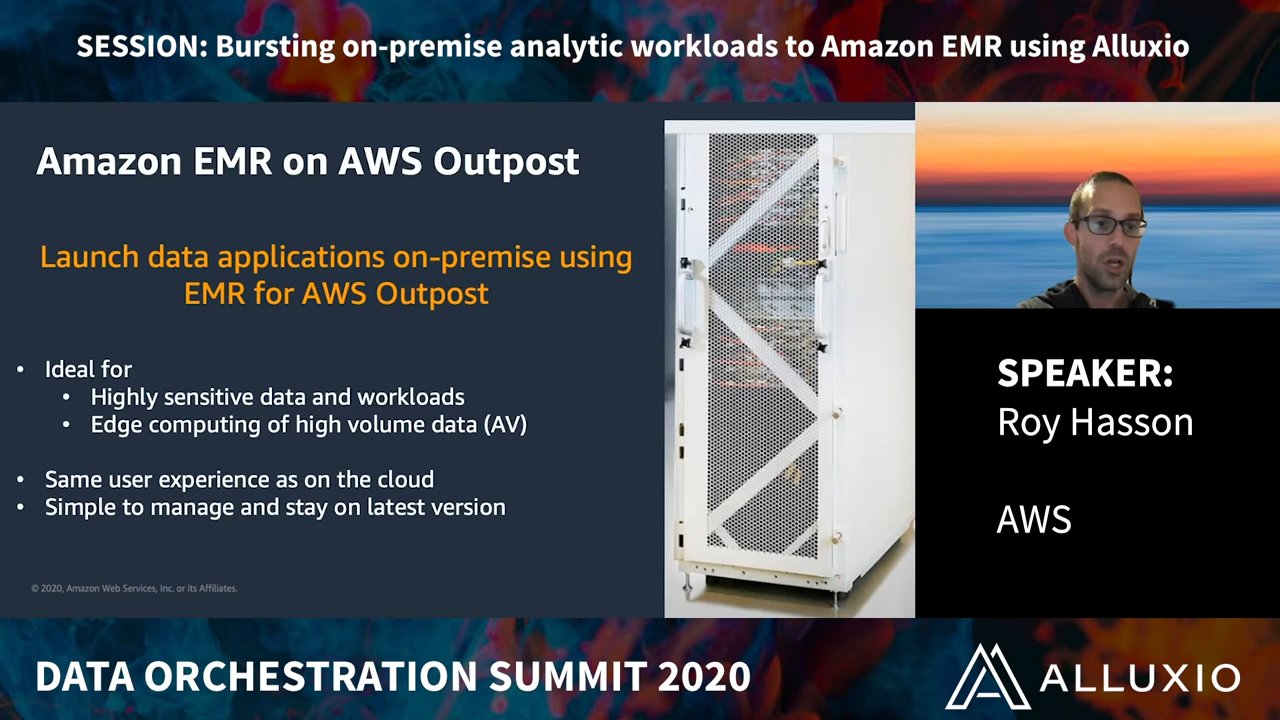 SESSION: Bursting on-premise analytic workloads to Amazon EMR using Alluxio
Amazon EMR on AWS Outpost
Launch data applications on-premise using
EMR for AWS Outpost
• Ideal for
• Highly sensitive data and workloads
• Edge computing of high volume data (AV)
• Same user experience as on the cloud
• Simple to manage and stay on latest version
© 2020, Amazon Web Services, Inc. or its Affiliates.
SPEAKER:
Roy Hasson
AWS
DATA ORCHESTRATION SUMMIT 2020
ALLUXIO